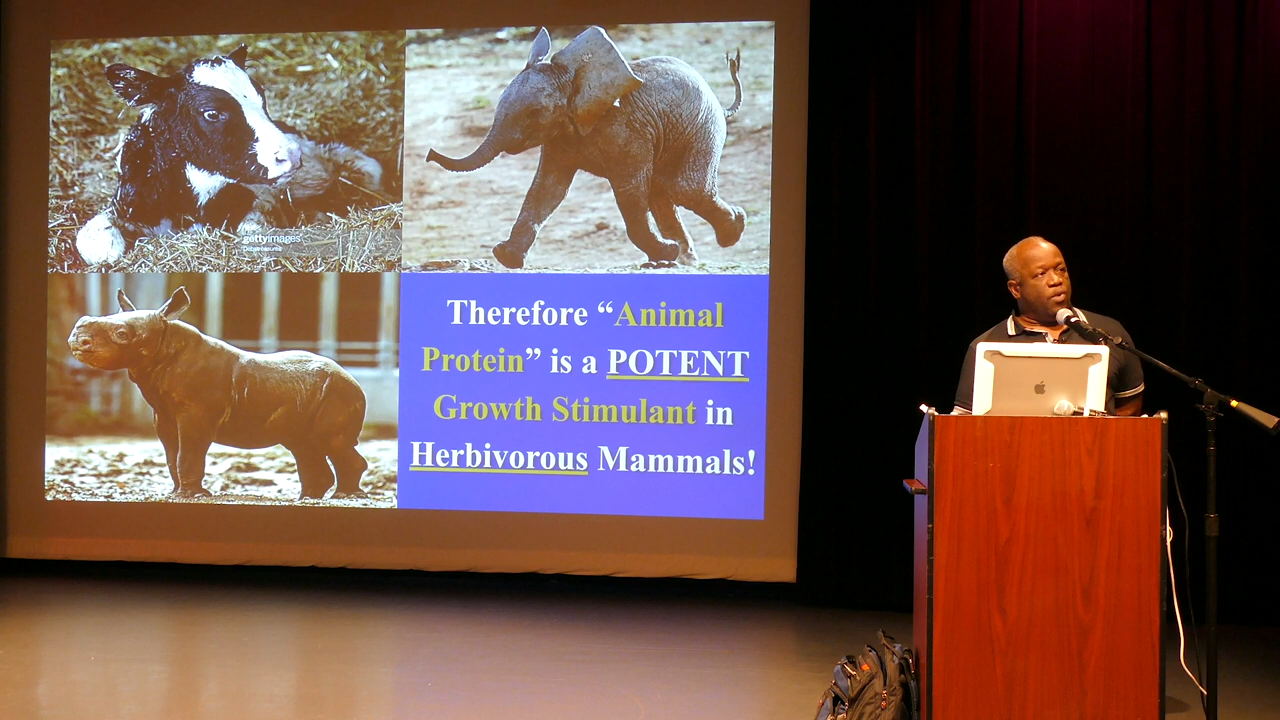 gettyimages
Therefore “Animal
Protein” is a POTENT
Growth Stimulant in
Herbivorous Mammals!